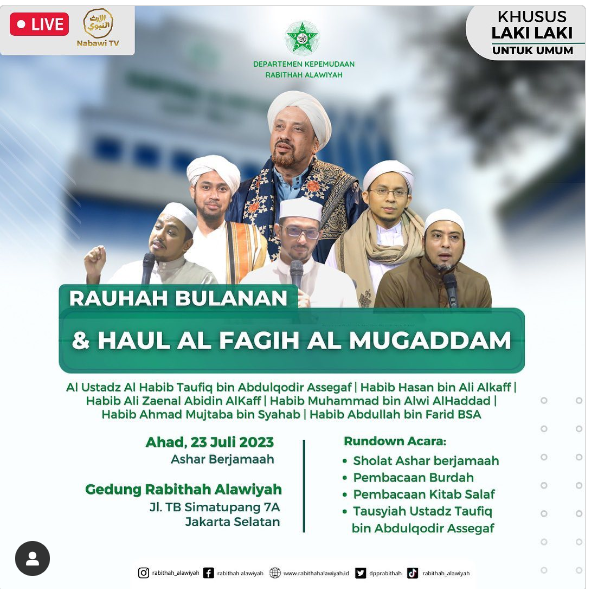 LIVE
Nabawi TV
DEPARTEMEN KEPEMUDAAN
RABITHAH ALAWIYAH
KHUSUS
LAKI LAKI
UNTUK UMUM
RAUHAH BULANAN
& HAUL AL FAGIH AL MUGADDAM
Al Ustadz Al Habib Taufiq bin Abdulqodir Assegaf | Habib Hasan bin Ali Alkaff |
Habib Ali Zaenal Abidin AlKaff | Habib Muhammad bin Alwi AlHaddad |
Habib Ahmad Mujtaba bin Syahab | Habib Abdullah bin Farid BSA
Ahad, 23 Juli 2023
Ashar Berjamaah
Gedung Rabithah Alawiyah
Jl. TB Simatupang 7A
Jakarta Selatan
Rundown Acara:
• Sholat Ashar berjamaah
• Pembacaan Burdah
• Pembacaan Kitab Salaf
• Tausyiah Ustadz Taufiq
bin Abdulqodir Assegaf
rabithah_alawiyah rabithah alawiyah www.rabithahalawiyah.id dpprabithah rabithah_alawiyah